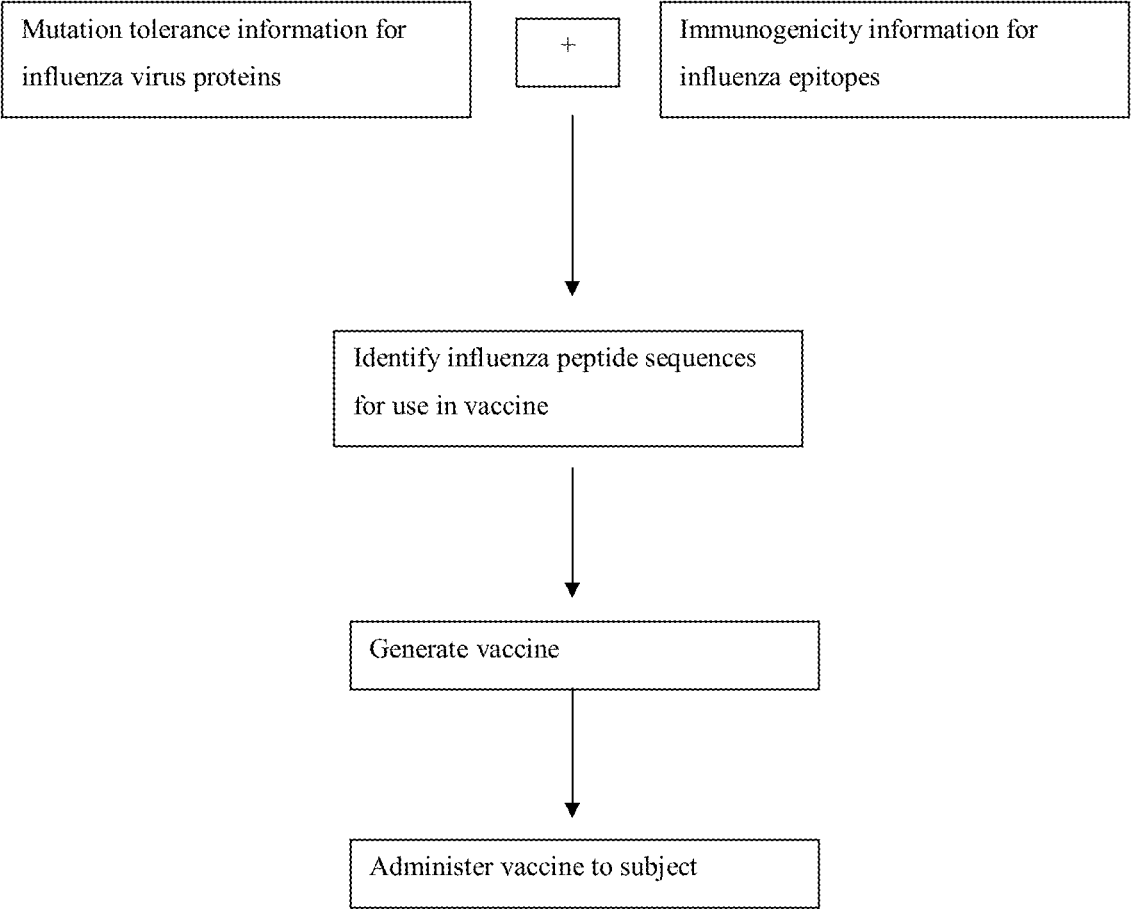 Mutation tolerance information for
influenza virus proteins
+
Immunogenicity information for
influenza epitopes
Identify influenza peptide sequences
for use in vaccine
Generate vaccine
Administer vaccine to subject